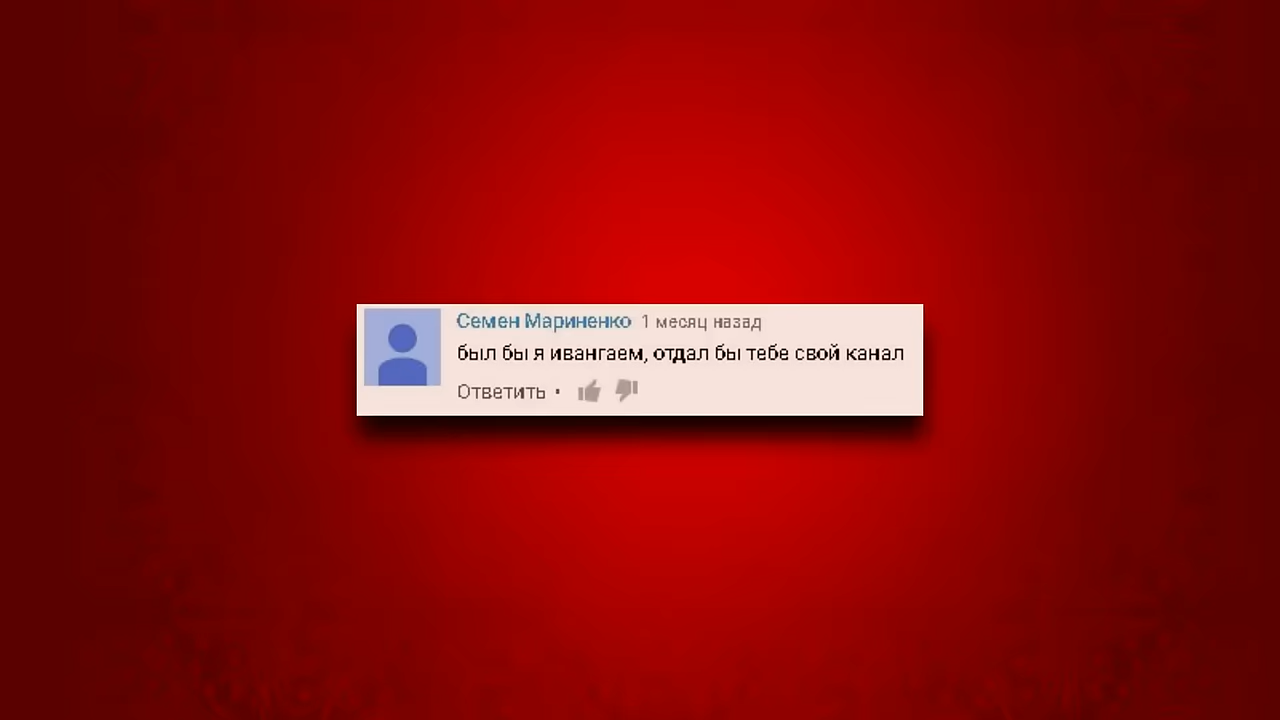 Семен Мариненко 1 месяц назад
был бы я ивангаем, отдал бы тебе свой канал
Ответить •